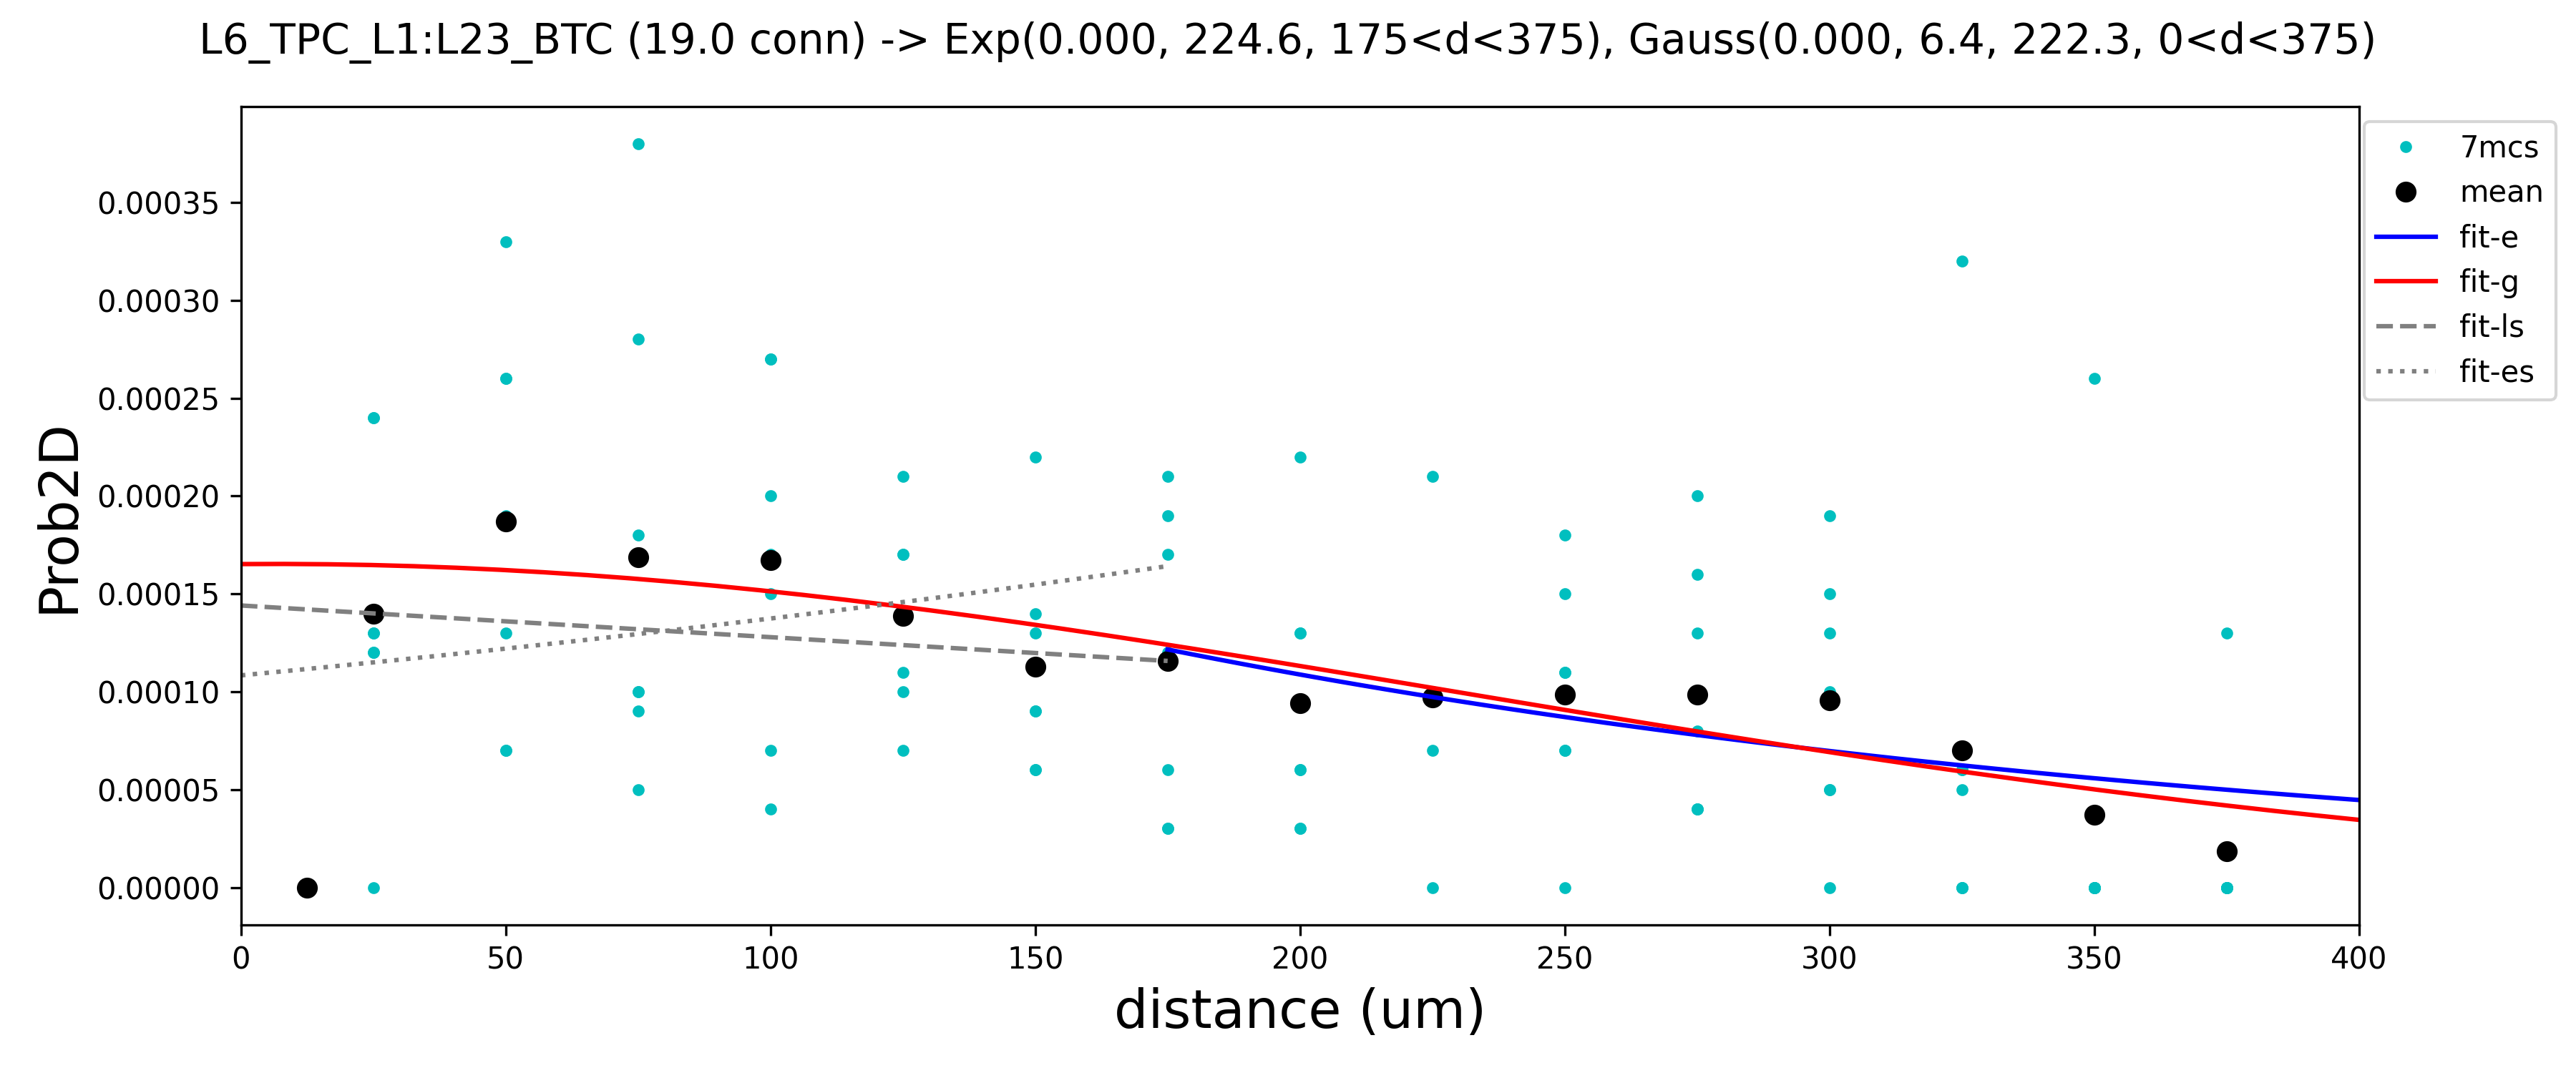 L6_TPC_L1:L23_BTC (19.0 conn) -> Exp(0.000, 224.6, 175<d<375), Gauss(0.000, 6.4, 222.3, 0<d<375)
7mcs
mean
fit-e
fit-g
fit-ls
fit-es
Prob2D
0.00035
0.00030
0.00025
0.00020
0.00015
0.00010
0.00005
0.00000
0 50 100 150 200 250 300 350 400
distance (um)